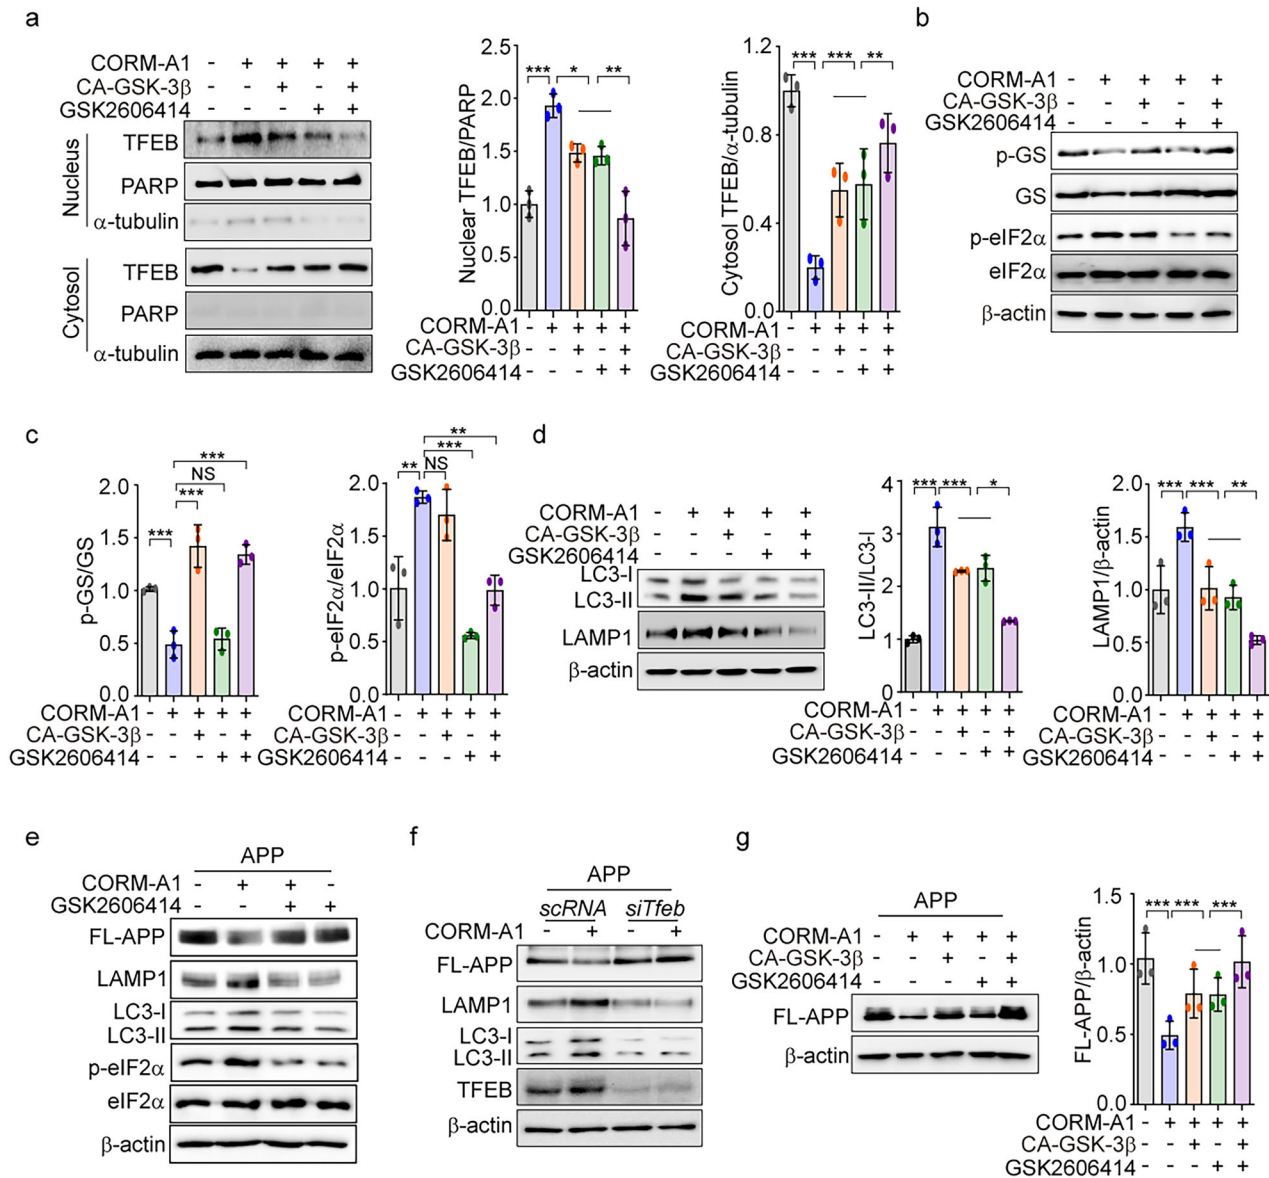 a
CORM-A1 - + + + +
CA-GSK-3β - - + - +
GSK2606414 - - - + +
Nucleus
TFEB
PARP
α-tubulin
Cytosol
TFEB
PARP
α-tubulin
Nuclear TFEB/PARP
2.5
2.0
1.5
1.0
0.5
0.0
*** * **
CORM-A1 - + + + +
CA-GSK-3β - - + - +
GSK2606414 - - - + +
Cytosol TFEB/α-tubulin
1.2
0.8
0.4
0.0
*** *** **
CORM-A1 - + + + +
CA-GSK-3β - - + - +
GSK2606414 - - - + +
b
CORM-A1 - + + + +
CA-GSK-3β - - + - +
GSK2606414 - - - + +
p-GS
GS
p-eIF2α
eIF2α
β-actin
c
p-GS/GS
2.0
1.5
1.0
0.5
0.0
***
NS
***
***
CORM-A1 - + + + +
CA-GSK-3β - - + - +
GSK2606414 - - - + +
p-eIF2α/eIF2α
2.0
1.5
1.0
0.5
0.0
**
***
** NS
CORM-A1 - + + + +
CA-GSK-3β - - + - +
GSK2606414 - - - + +
d
CORM-A1 - + + + +
CA-GSK-3β - - + - +
GSK2606414 - - - + +
LC3-I
LC3-II
LAMP1
β-actin
LC3-II/LC3-I
4
3
2
1
0
*** *** *
CORM-A1 - + + + +
CA-GSK-3β - - + - +
GSK2606414 - - - + +
LAMP1/β-actin
2.0
1.5
1.0
0.5
0.0
*** *** **
CORM-A1 - + + + +
CA-GSK-3β - - + - +
GSK2606414 - - - + +
e
APP
CORM-A1 - + + -
GSK2606414 - - + +
FL-APP
LAMP1
LC3-I
LC3-II
p-eIF2α
eIF2α
β-actin
f
APP
scRNA siTfeb
CORM-A1 - + - +
FL-APP
LAMP1
LC3-I
LC3-II
TFEB
β-actin
g
APP
CORM-A1 - + + + +
CA-GSK-3β - - + - +
GSK2606414 - - - + +
FL-APP
β-actin
FL-APP/β-actin
1.5
1.0
0.5
0.0
*** *** ***
CORM-A1 - + + + +
CA-GSK-3β - - + - +
GSK2606414 - - - + +